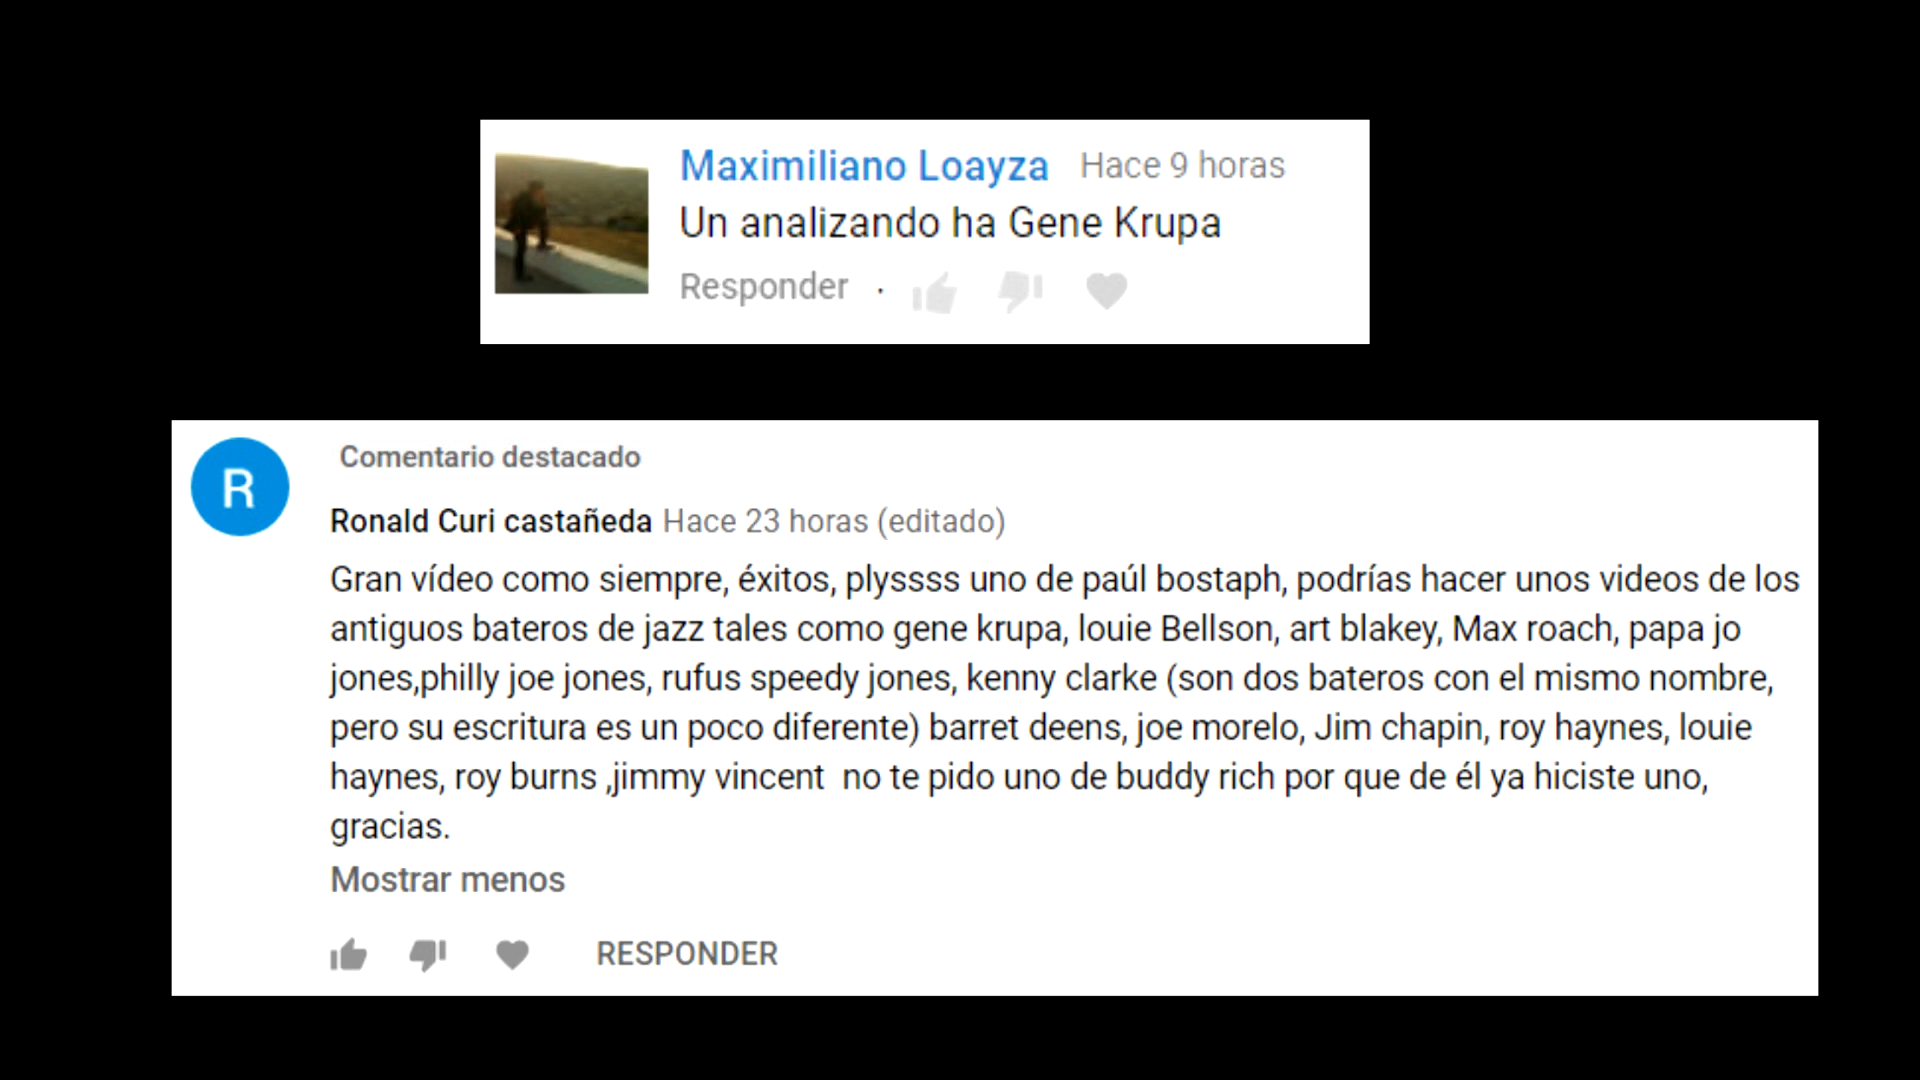 Maximiliano Loayza Hace 9 horas
Un analizando ha Gene Krupa
Responder ·
R
Comentario destacado
Ronald Curi castañeda Hace 23 horas (editado)
Gran vídeo como siempre, éxitos, plyssss uno de paúl bostaph, podrías hacer unos videos de los
antiguos bateros de jazz tales como gene krupa, louie Bellson, art blakey, Max roach, papa jo
jones,philly joe jones, rufus speedy jones, kenny clarke (son dos bateros con el mismo nombre,
pero su escritura es un poco diferente) barret deens, joe morelo, Jim chapin, roy haynes, louie
haynes, roy burns ,jimmy vincent  no te pido uno de buddy rich por que de él ya hiciste uno,
gracias.
Mostrar menos
RESPONDER